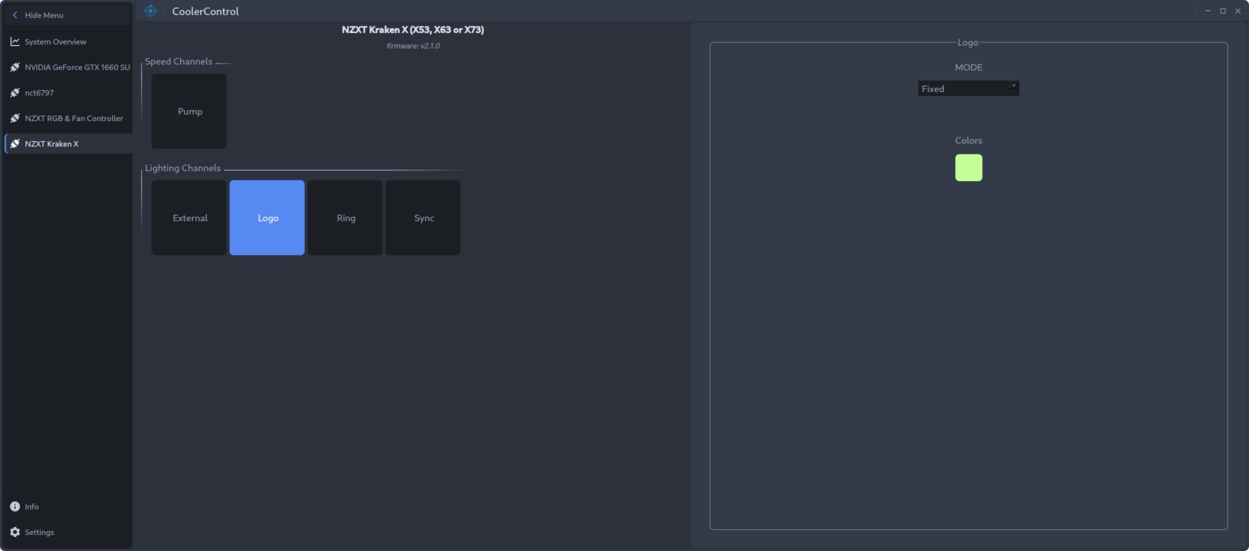 Hide Menu
CoolerControl
System Overview
NVIDIA GeForce GTX 1660 SU
nct6797
NZXT RGB & Fan Controller
NZXT Kraken X
Info
Settings
NZXT Kraken X (X53, X63 or X73)
firmware: v2.1.0
Speed Channels
Pump
Lighting Channels
External
Logo
Ring
Sync
Logo
MODE
Fixed
Colors